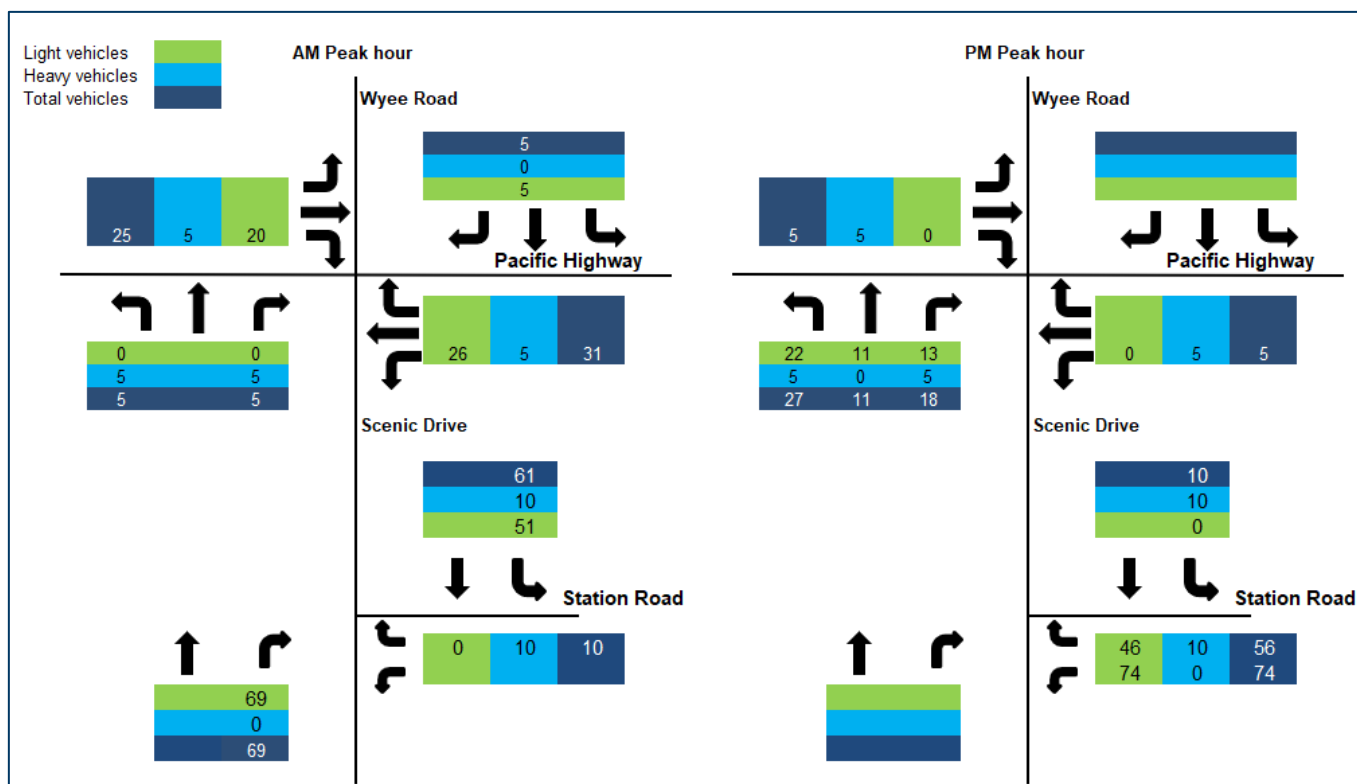 AM Peak hour
PM Peak hour
Light vehicles
Heavy vehicles
Total vehicles
Wyee Road
5
0
5
25 5 20
Pacific Highway
0 0
5 5
5 5
26 5 31
Scenic Drive
61
10
51
Station Road
0 10 10
69
0
69
Wyee Road
5 5 0
Pacific Highway
22 11 13
5 0 5
27 11 18
0 5 5
Scenic Drive
10
10
0
Station Road
46 10 56
74 0 74